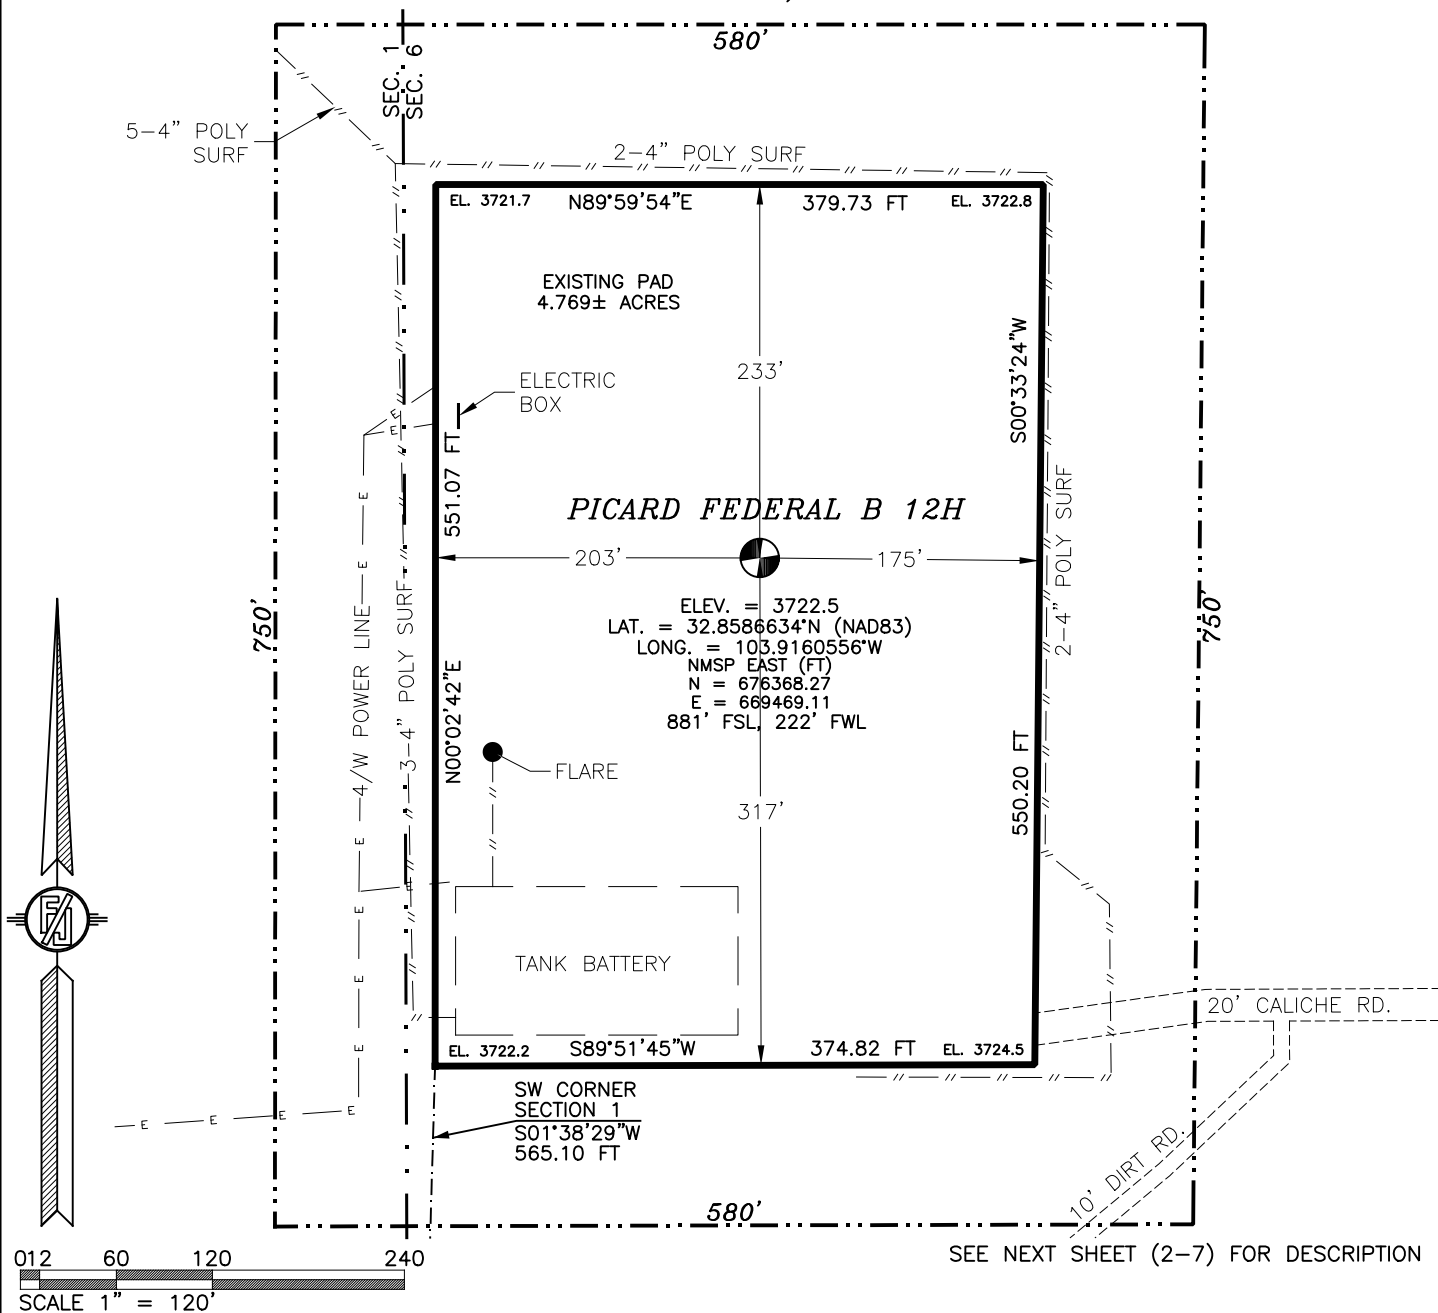 580'
SEC. 1
SEC. 6
5-4" POLY
SURF
2-4" POLY SURF
EL. 3721.7
N89°59'54"E
379.73 FT
EL. 3722.8
EXISTING PAD
4.769± ACRES
S00°33'24"W
233'
ELECTRIC
BOX
E
E
551.07 FT
E
2-4" POLY SURF
PICARD FEDERAL B 12H
203'
175'
E
750'
750'
4/W POWER LINE
3-4" POLY SURF
ELEV. = 3722.5
LAT. = 32.8586634°N (NAD83)
LONG. = 103.9160556°W
NMSP EAST (FT)
N = 676368.27
E = 669469.11
881' FSL, 222' FWL
N00°02'42"E
550.20 FT
FLARE
317'
E
E
E
FJ
TANK BATTERY
E
20' CALICHE RD.
E
EL. 3722.2
S89°51'45"W
374.82 FT
EL. 3724.5
SW CORNER
SECTION 1
S01°38'29"W
565.10 FT
E
E
E
E
10' DIRT RD.
580'
SEE NEXT SHEET (2-7) FOR DESCRIPTION
012 60 120 240
SCALE 1" = 120'